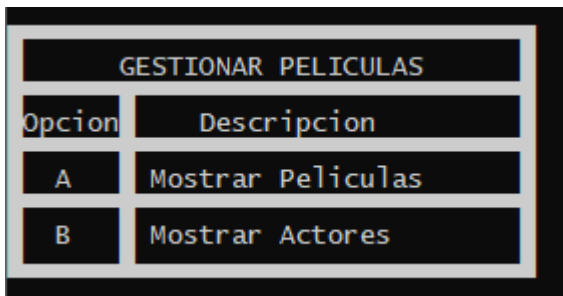 GESTIONAR PELICULAS
Opcion Descripcion
A Mostrar Peliculas
B Mostrar Actores